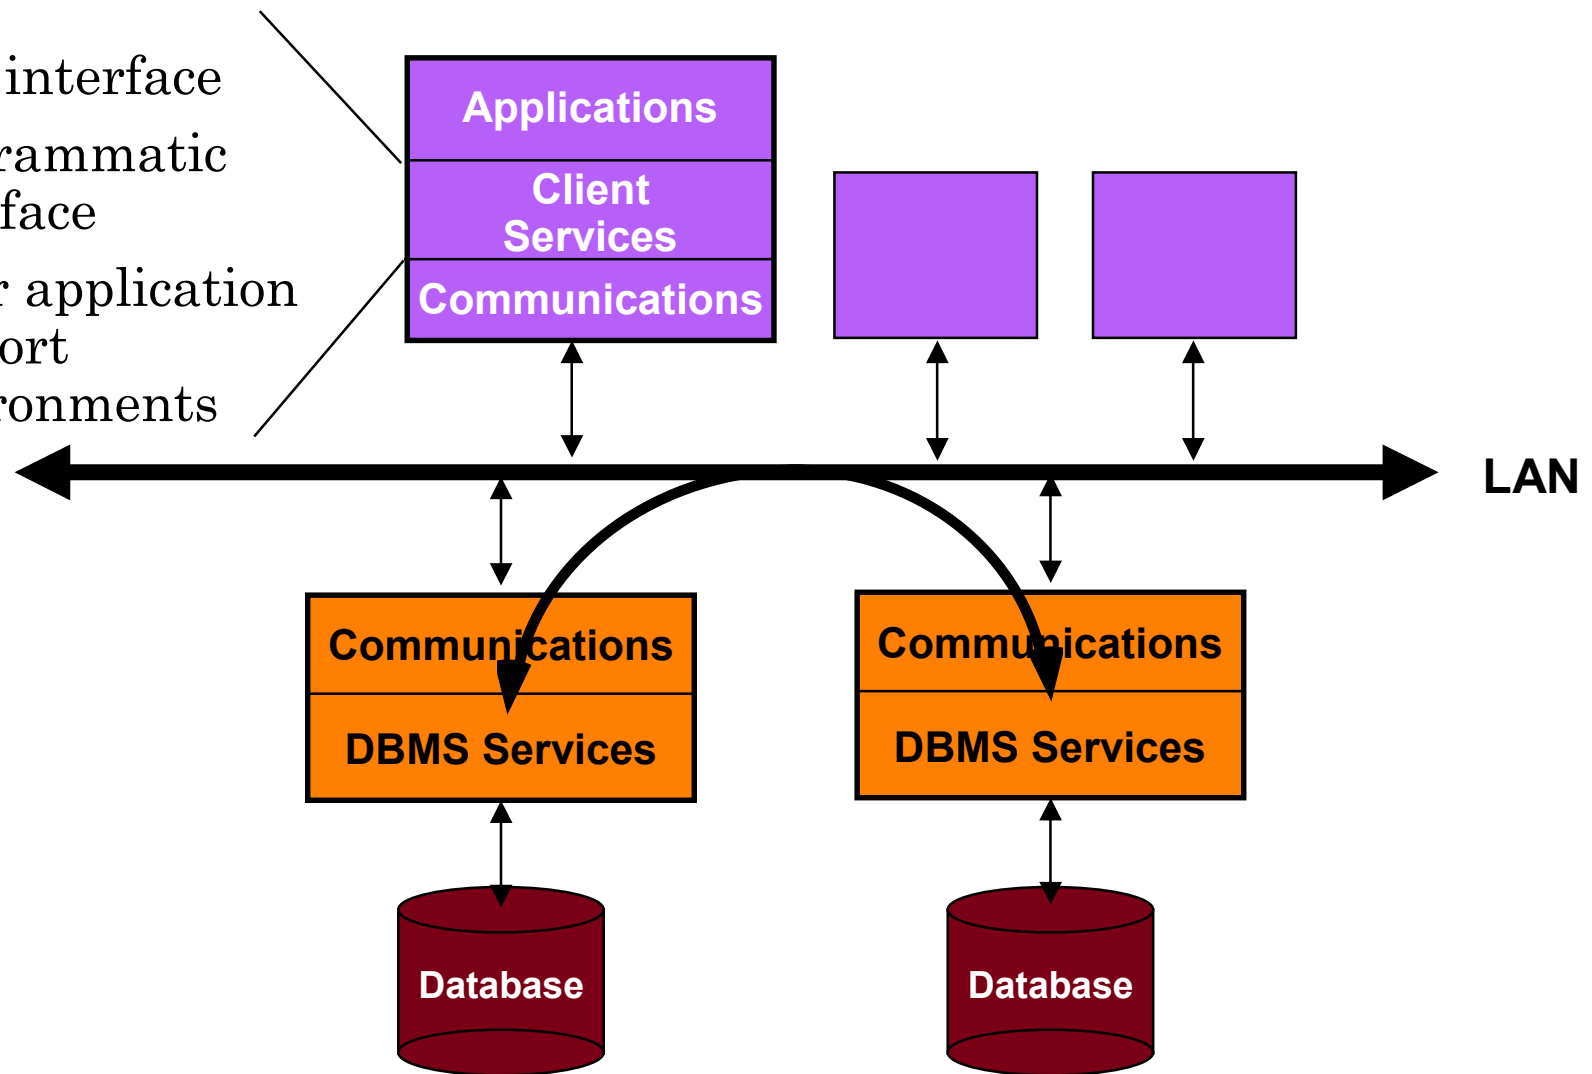 interface
rammatic
face
r application
ort
ronments
Applications
Client
Services
Communications
LAN
Communications
DBMS Services
Communications
DBMS Services
Database
Database